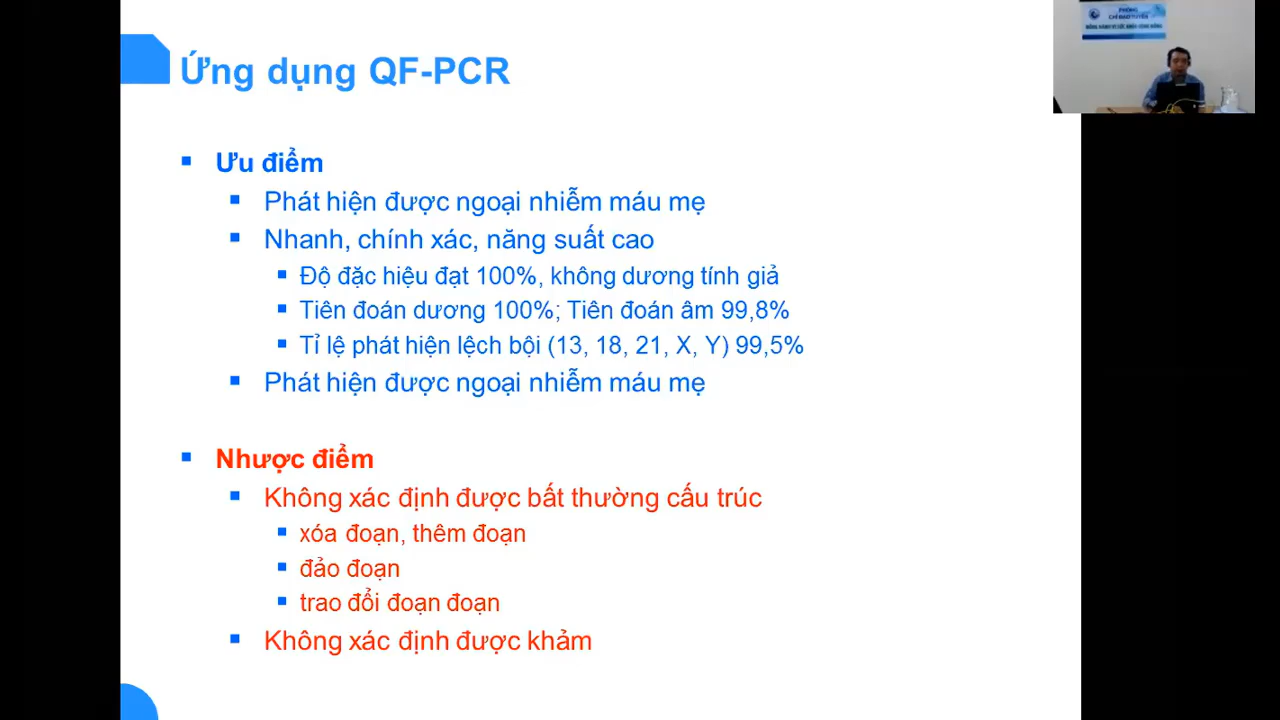 PHÒNG
CHỈ ĐẠO TUYẾN
Ứng dụng QF-PCR
Ưu điểm
Phát hiện được ngoại nhiễm máu mẹ
Nhanh, chính xác, năng suất cao
Độ đặc hiệu đạt 100%, không dương tính giả
Tiên đoán dương 100%; Tiên đoán âm 99,8%
Tỉ lệ phát hiện lệch bội (13, 18, 21, X, Y) 99,5%
Phát hiện được ngoại nhiễm máu mẹ
Nhược điểm
Không xác định được bất thường cấu trúc
xóa đoạn, thêm đoạn
đảo đoạn
trao đổi đoạn đoạn
Không xác định được khảm